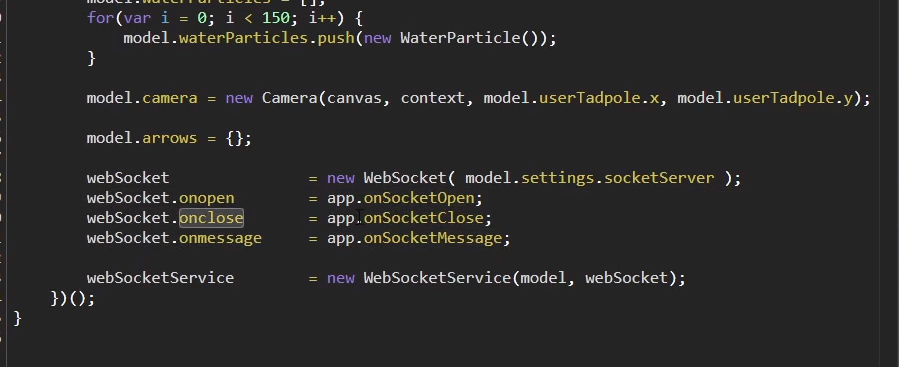 model.waterParticles = [];
for(var i = 0; i < 150; i++) {
model.waterParticles.push(new WaterParticle());
}
model.camera = new Camera(canvas, context, model.userTadpole.x, model.userTadpole.y);
model.arrows = {};
webSocket = new WebSocket( model.settings.socketServer );
webSocket.onopen = app.onSocketOpen;
webSocket.onclose = app.onSocketClose;
webSocket.onmessage = app.onSocketMessage;
webSocketService = new WebSocketService(model, webSocket);
})();
}